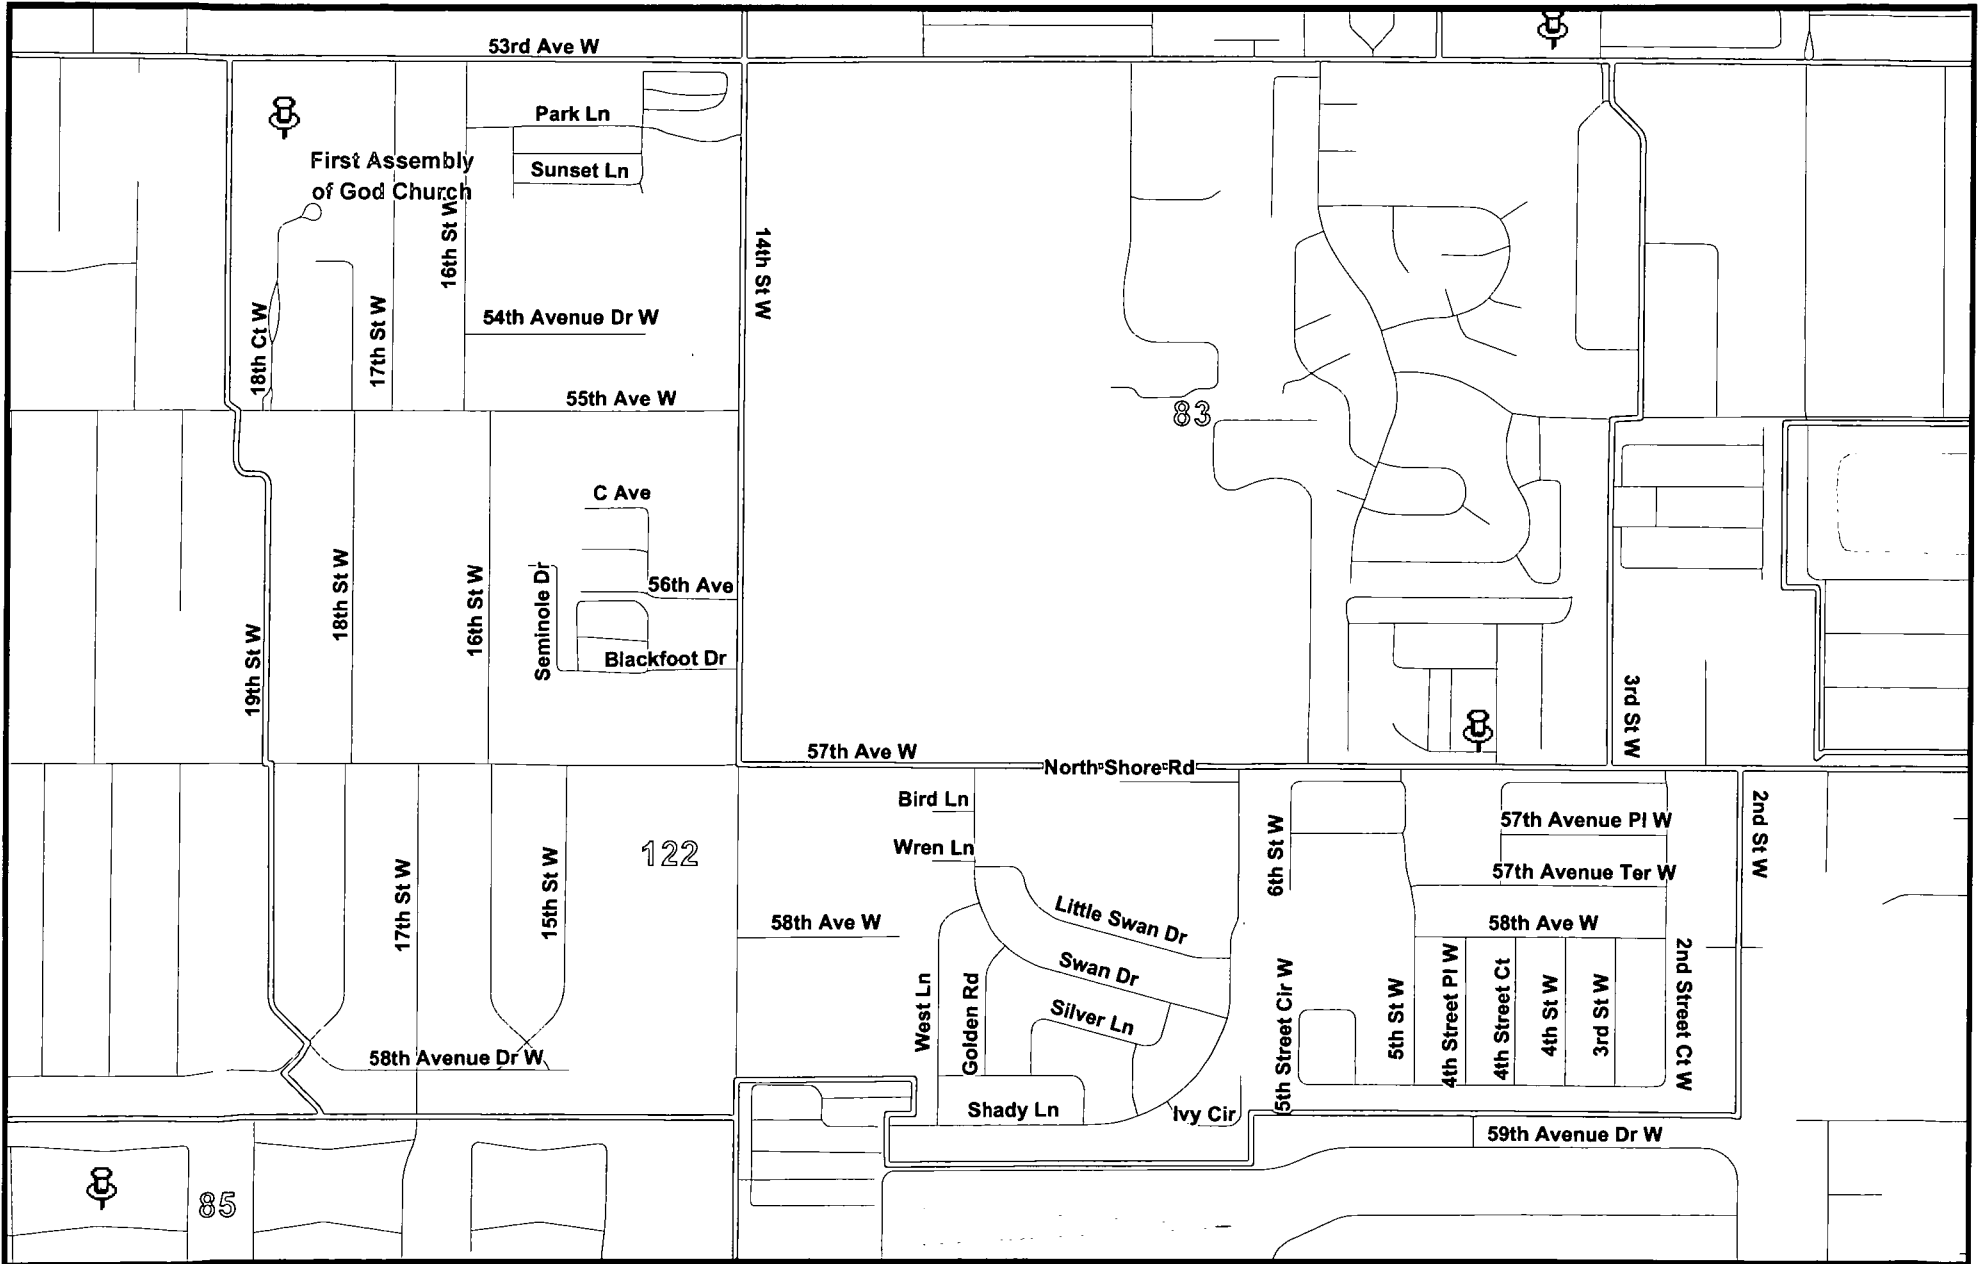 53rd Ave W
Park Ln
First Assembly
of God Church
Sunset Ln
16th St W
14th St W
18th Ct W
17th St W
54th Avenue Dr W
55th Ave W
83
C Ave
18th St W
16th St W
Seminole Dr
56th Ave
19th St W
Blackfoot Dr
3rd St W
57th Ave W
North Shore Rd
Bird Ln
Wren Ln
6th St W
57th Avenue Pl W
2nd St W
122
17th St W
15th St W
57th Avenue Ter W
58th Ave W
Little Swan Dr
58th Ave W
Swan Dr
West Ln
Golden Rd
Silver Ln
5th Street Cir W
5th St W
4th Street Pl W
4th Street Ct
4th St W
3rd St W
2nd Street Ct W
58th Avenue Dr W
Shady Ln
Ivy Cir
59th Avenue Dr W
85